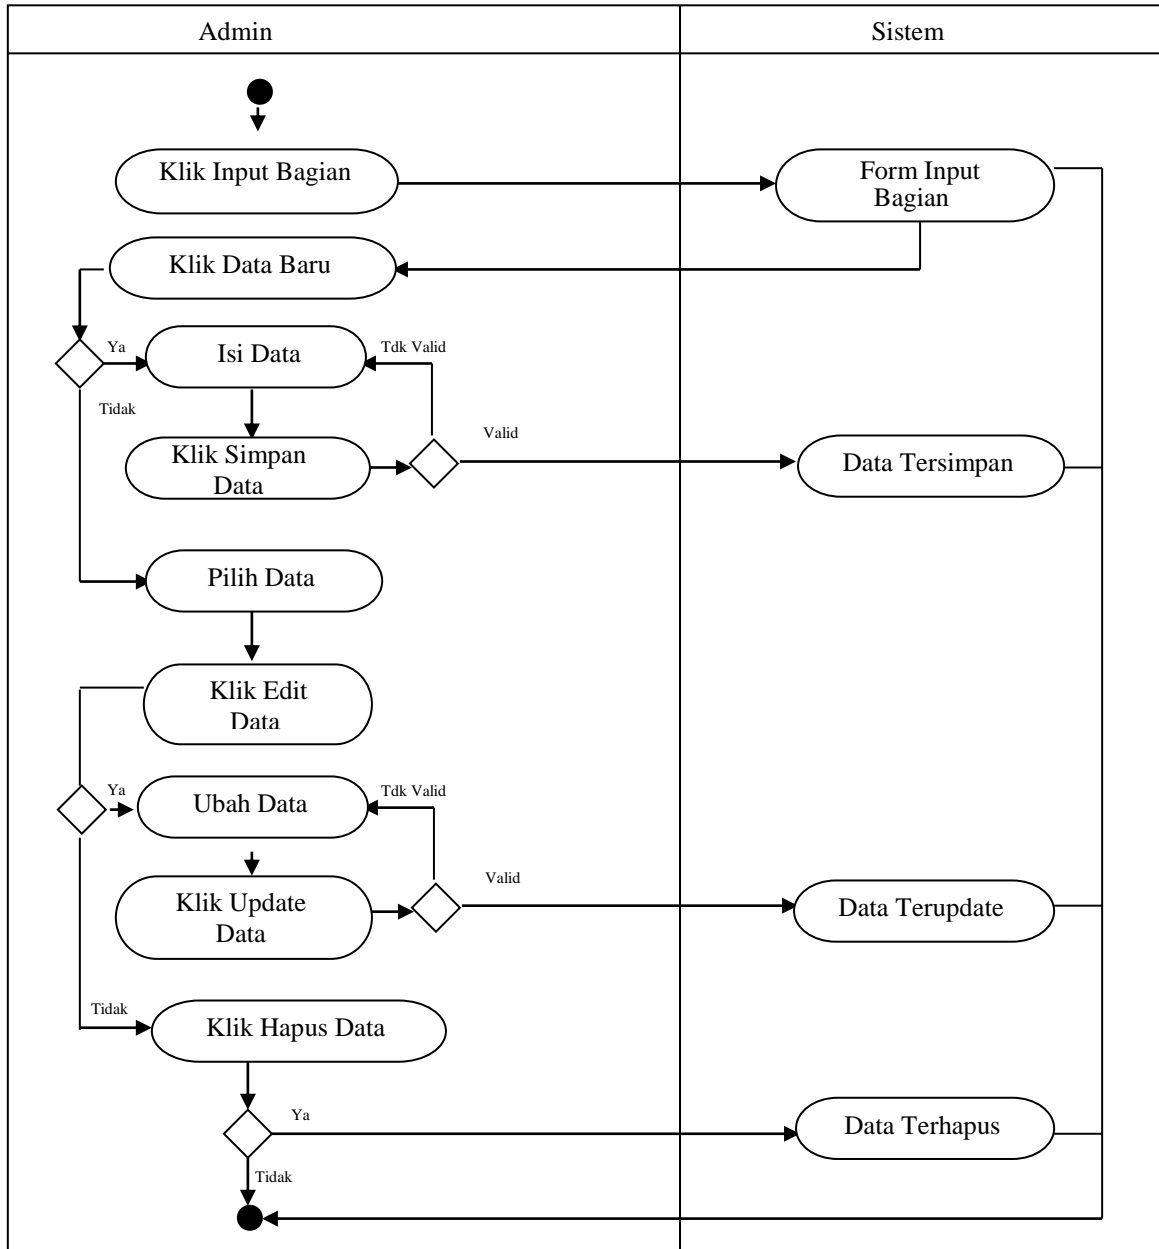 Admin
Sistem
Klik Input Bagian
Form Input
Bagian
Klik Data Baru
Ya
Isi Data
Tdk Valid
Tidak
Klik Simpan
Data
Valid
Data Tersimpan
Pilih Data
Klik Edit
Data
Ya
Ubah Data
Tdk Valid
Klik Update
Data
Valid
Data Terupdate
Tidak
Klik Hapus Data
Ya
Data Terhapus
Tidak